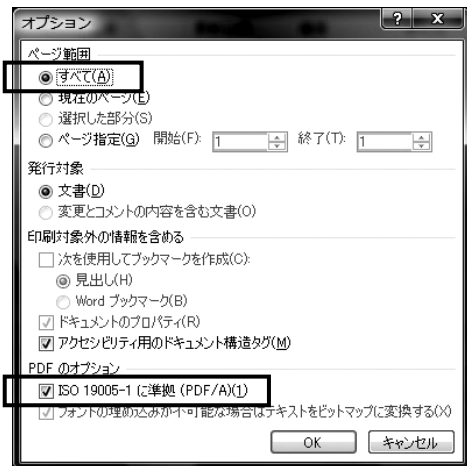 オプション
ページ範囲
すべて(A)
現在のページ(E)
選択した部分(S)
ページ指定(G) 開始(F): 1 終了(T): 1
発行対象
文書(D)
変更とコメントの内容を含む文書(O)
印刷対象外の情報を含める
次を使用してブックマークを作成(C):
見出し(H)
Word ブックマーク(B)
ドキュメントのプロパティ(R)
アクセシビリティ用のドキュメント構造タグ(M)
PDF のオプション
ISO 19005-1 に準拠 (PDF/A)(1)
フォントの埋め込みが不可能な場合はテキストをビットマップに変換する(X)
OK キャンセル